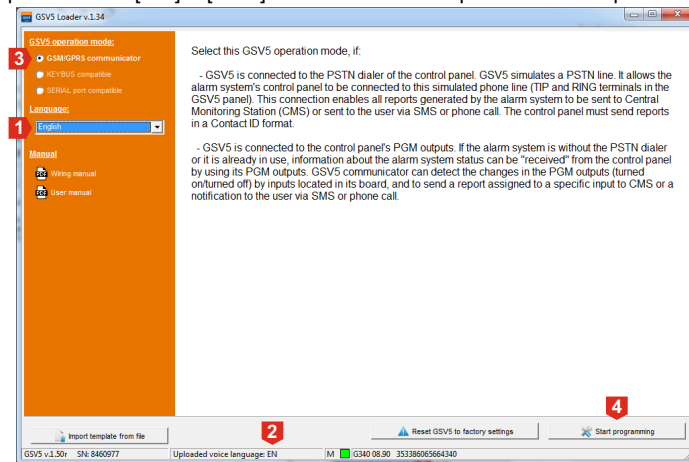 GSV5 Loader v.1.34
GSV5 operation mode:
3
GSM/GPRS communicator
KEYBUS compatible
SERIAL port compatible
Language:
1
English
Manual
Wiring manual
User manual
Select this GSV5 operation mode, if:
- GSV5 is connected to the PSTN dialer of the control panel. GSV5 simulates a PSTN line. It allows the
alarm system's control panel to be connected to this simulated phone line (TIP and RING terminals in the
GSV5 panel). This connection enables all reports generated by the alarm system to be sent to Central
Monitoring Station (CMS) or sent to the user via SMS or phone call. The control panel must send reports
in a Contact ID format.
- GSV5 is connected to the control panel's PGM outputs. If the alarm system is without the PSTN dialer
or it is already in use, information about the alarm system status can be "received" from the control panel
by using its PGM outputs. GSV5 communicator can detect the changes in the PGM outputs (turned
on/turned off) by inputs located in its board, and to send a report assigned to a specific input to CMS or a
notification to the user via SMS or phone call.
4
2
Import template from file
Reset GSV5 to factory settings
Start programming
GSV5 v.1.50r SN: 8460977 Uploaded voice language: EN M G340 08.90 353386065664340